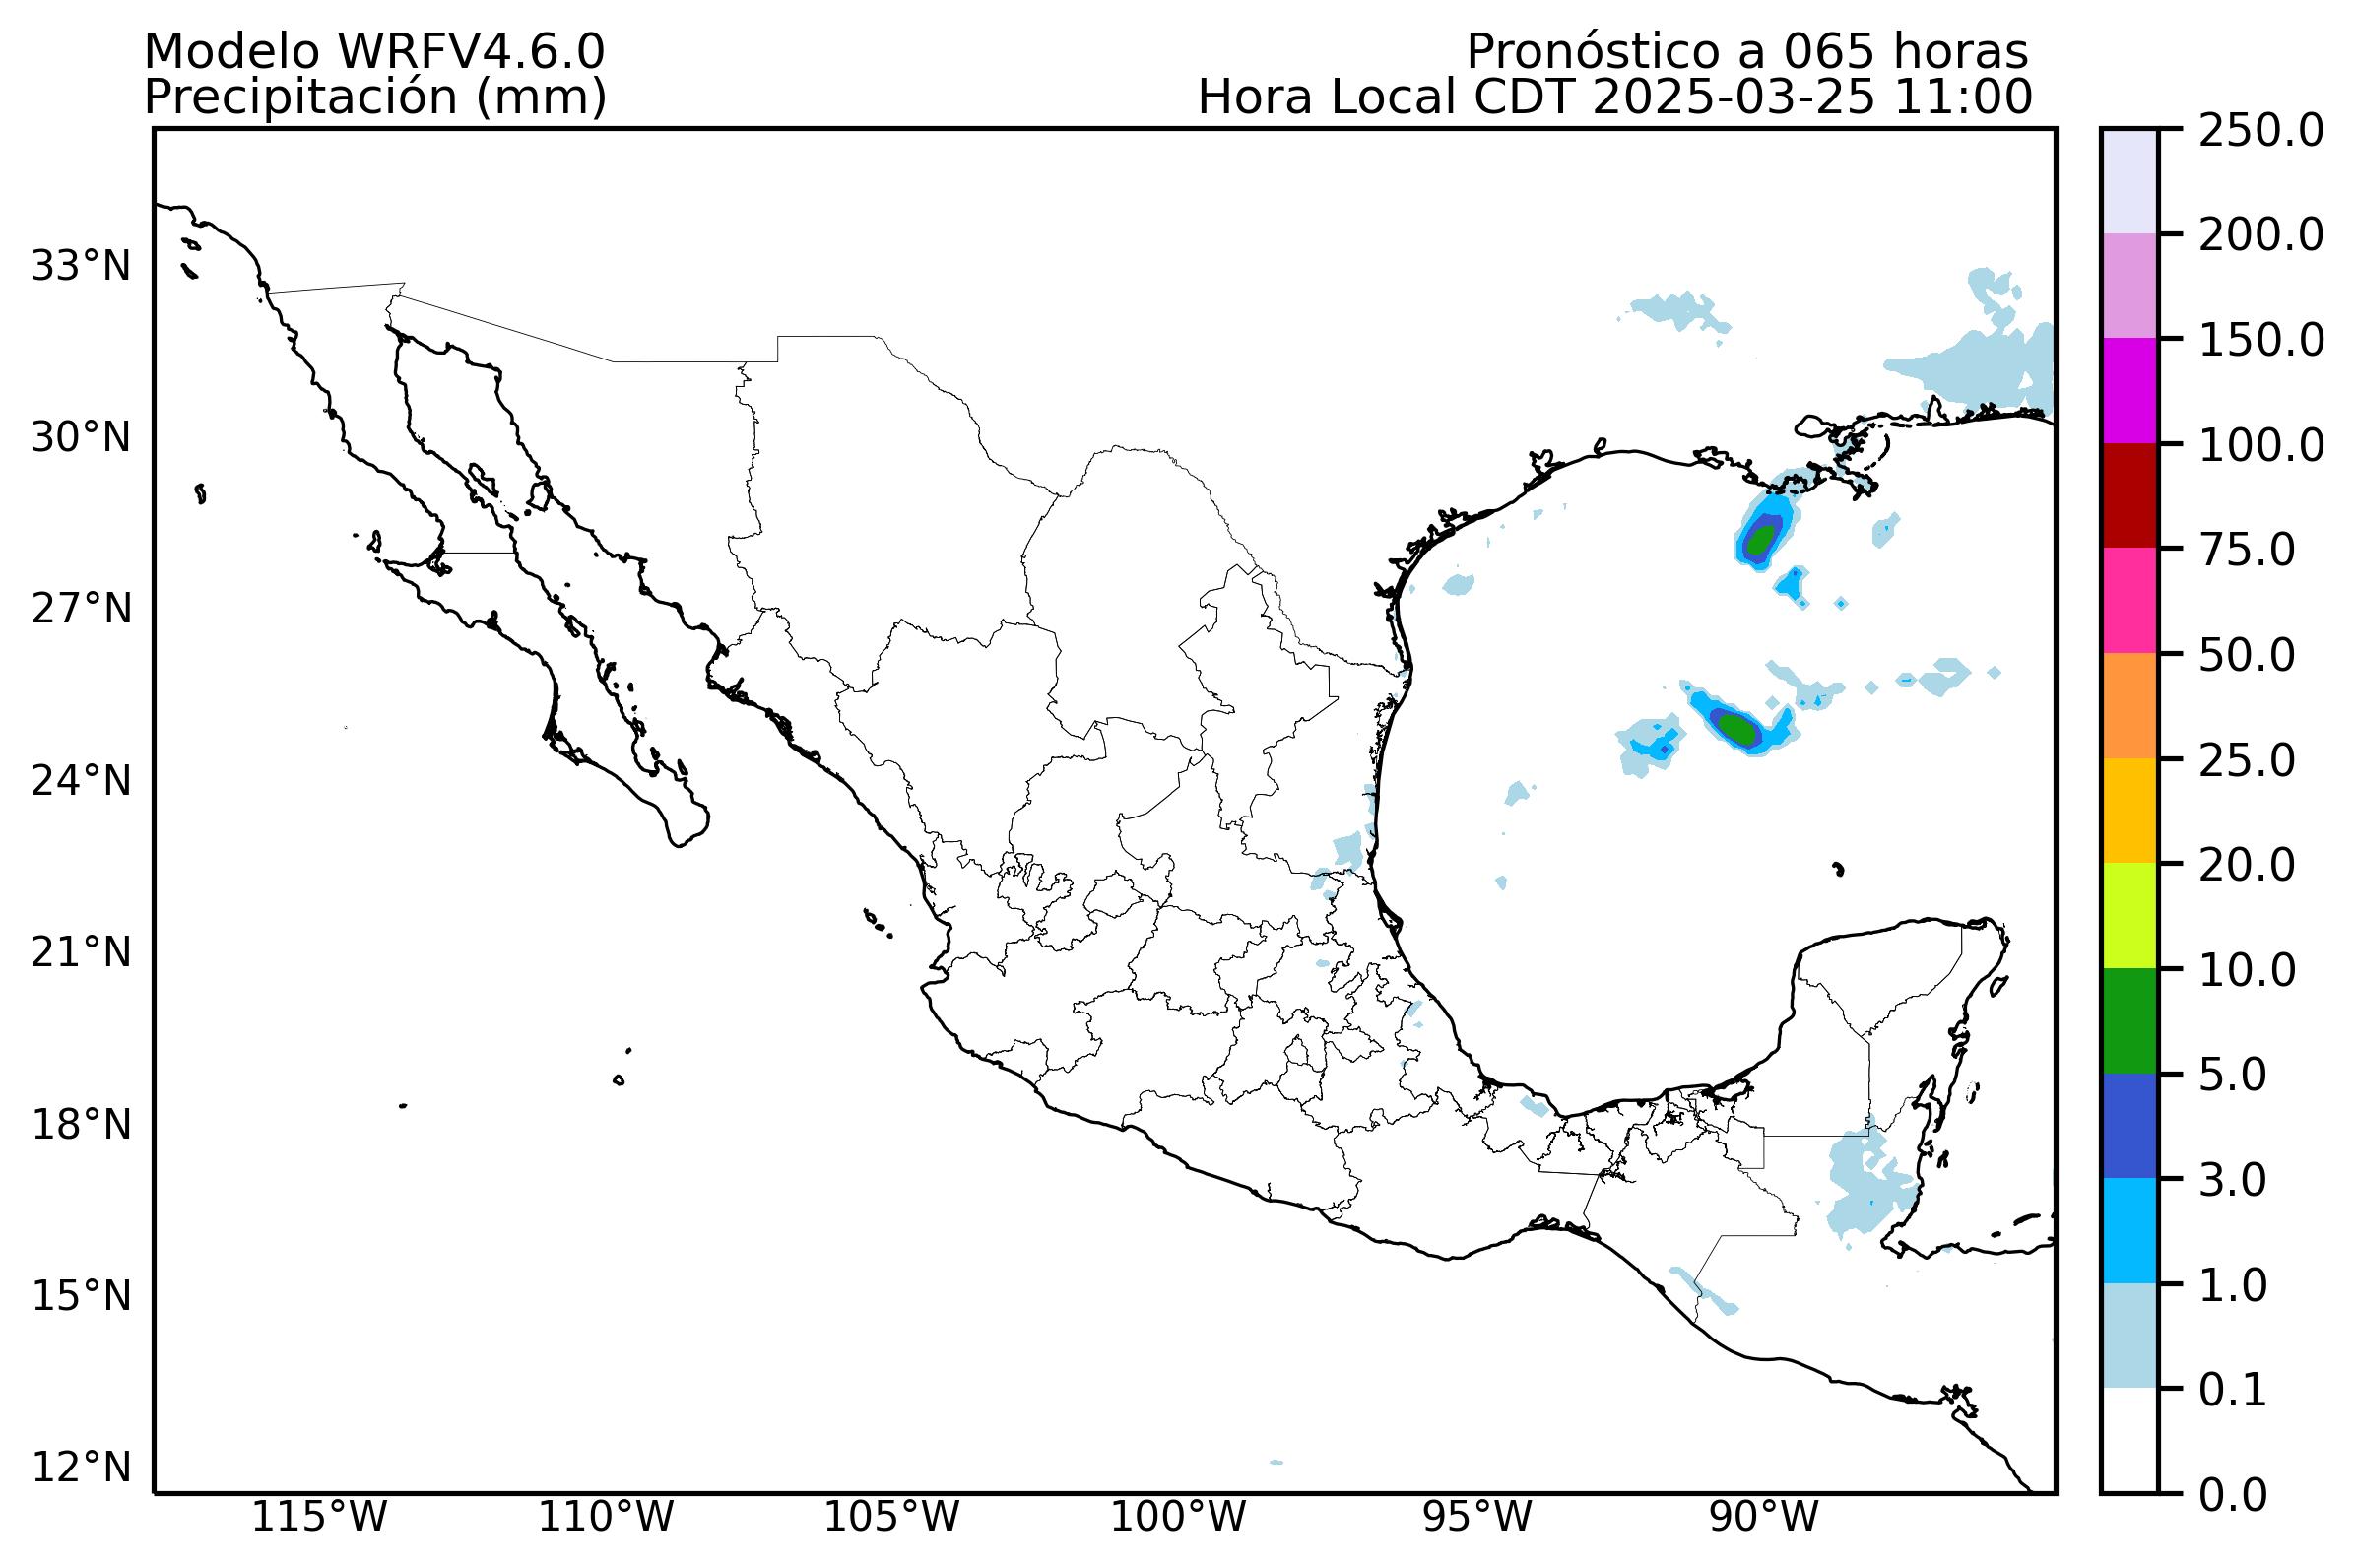 Modelo WRFV4.6.0
Precipitación (mm)
Pronóstico a 065 horas
Hora Local CDT 2025-03-25 11:00
33°N
30°N
27°N
24°N
21°N
18°N
15°N
12°N
115°W
110°W
105°W
100°W
95°W
90°W
250.0
200.0
150.0
100.0
75.0
50.0
25.0
20.0
10.0
5.0
3.0
1.0
0.1
0.0